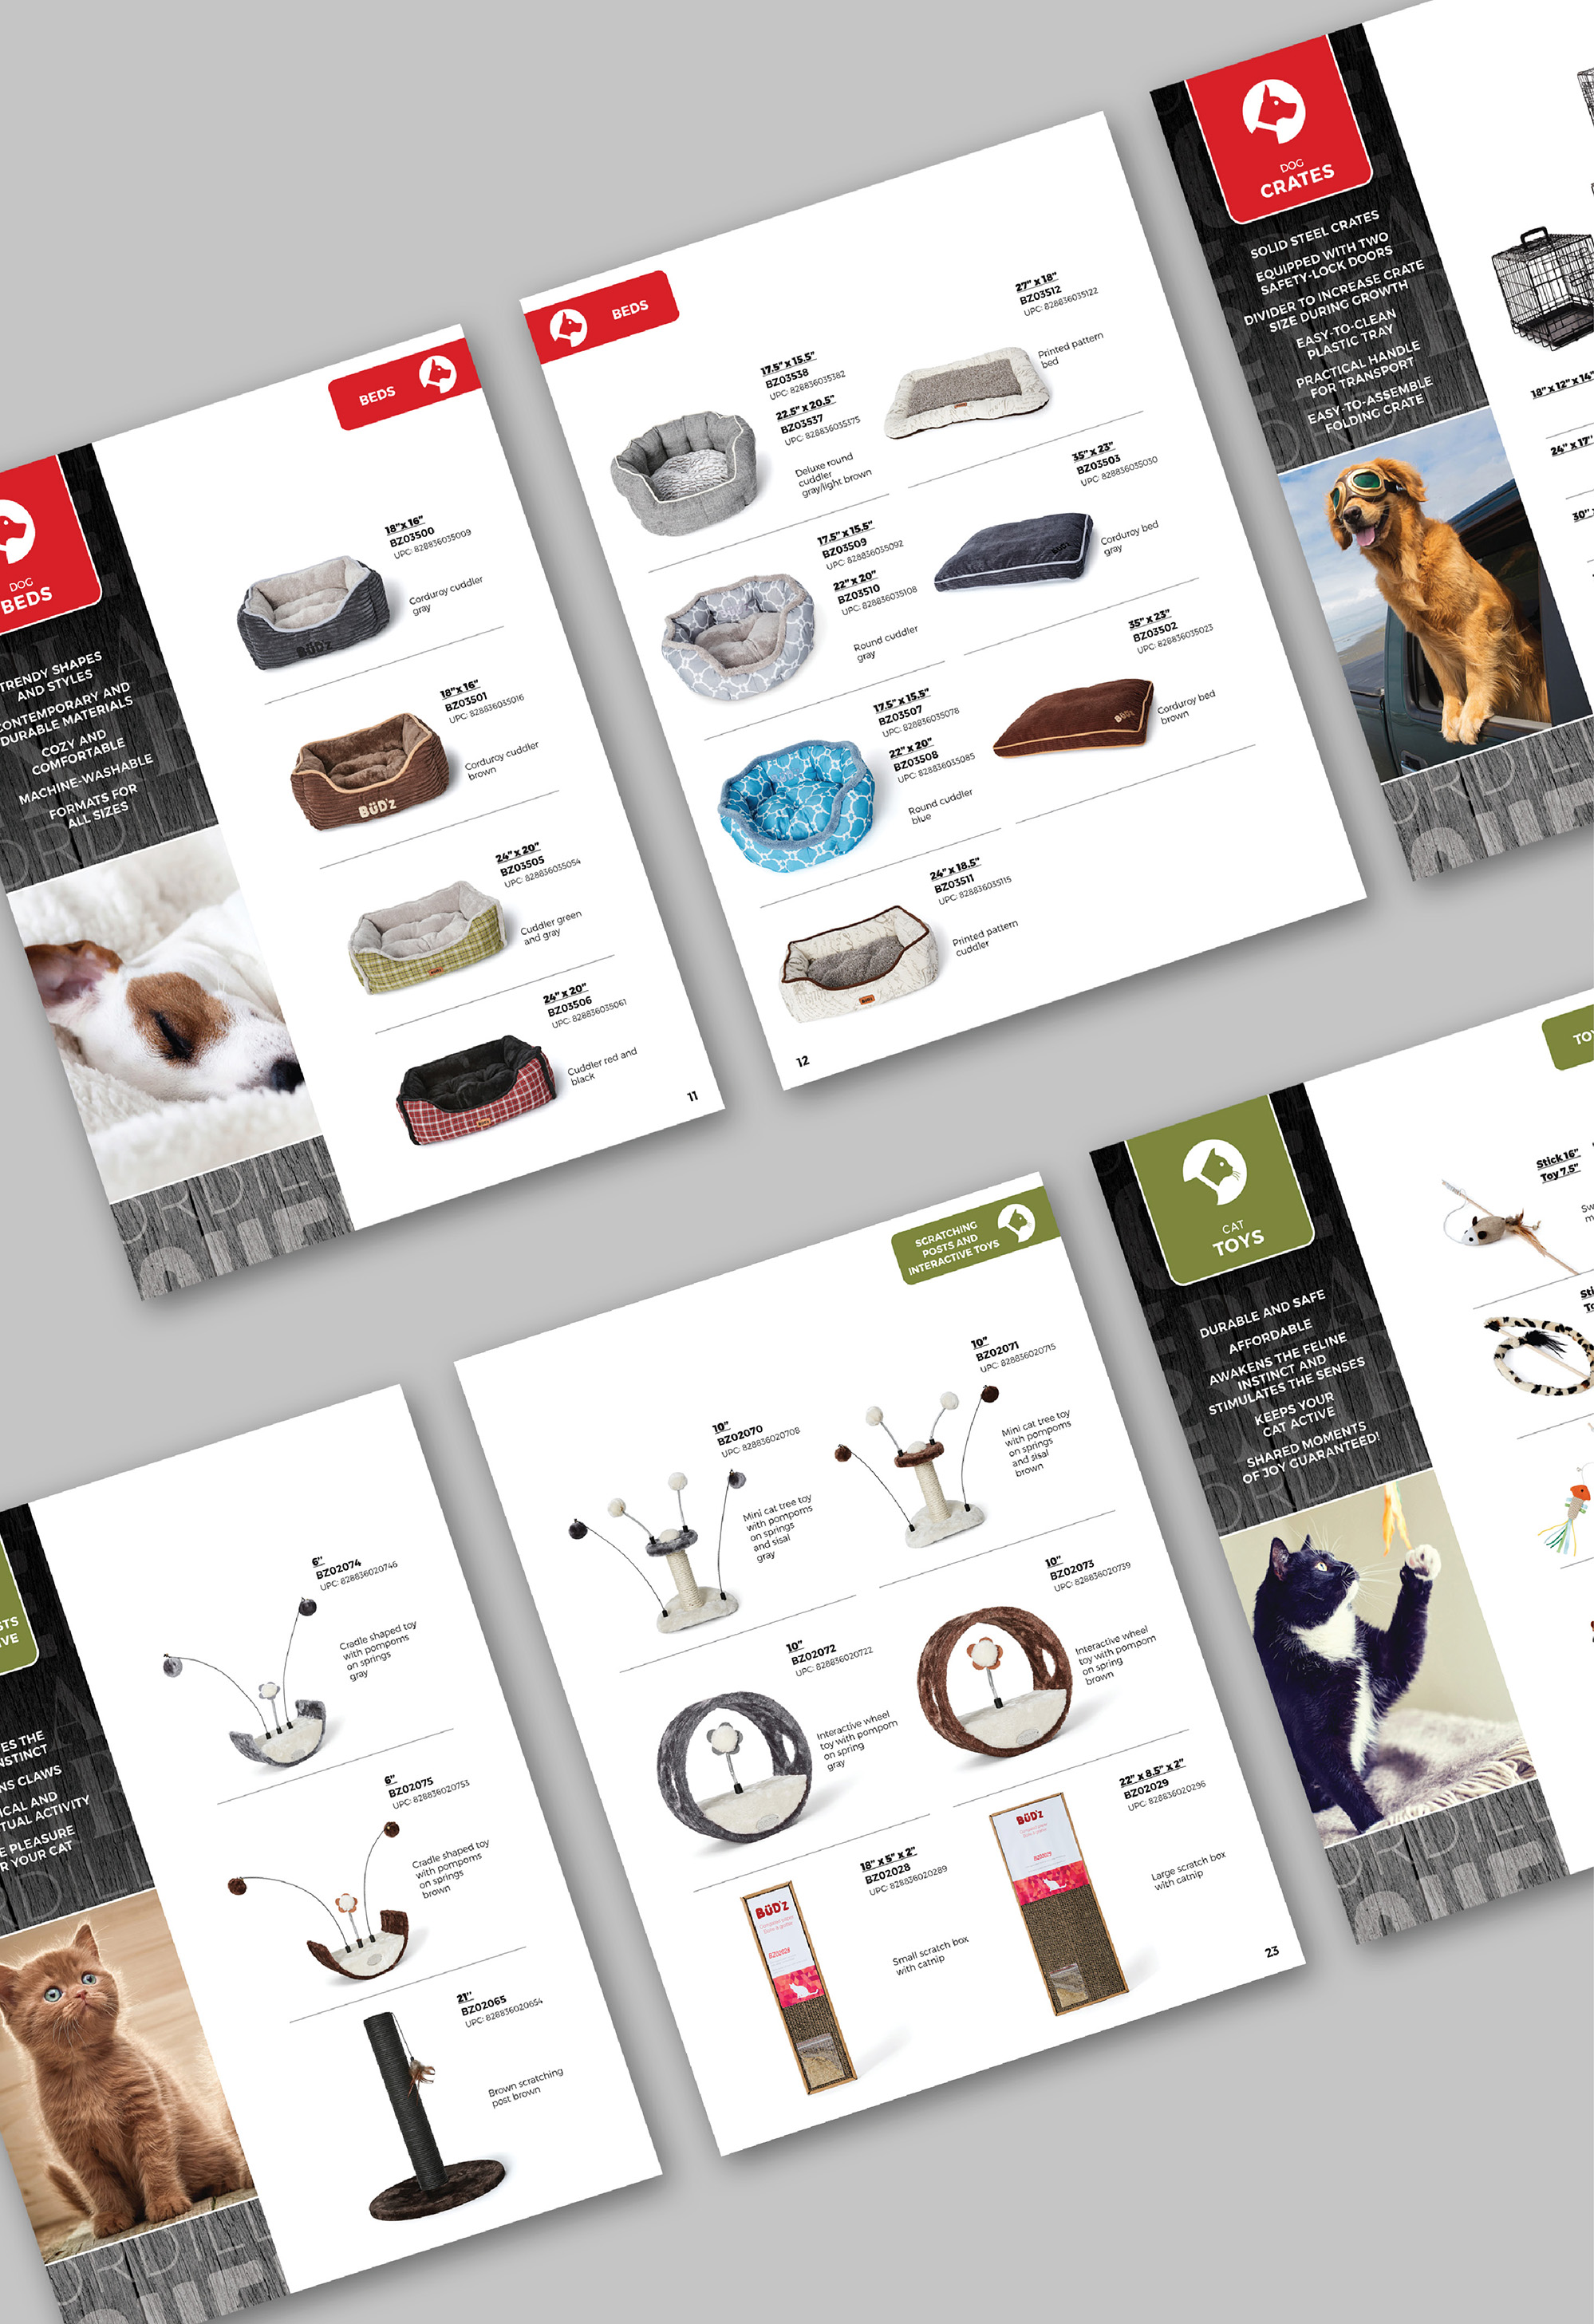 DOG
BEDS
TRENDY SHAPES
AND STYLES
CONTEMPORARY AND
DURABLE MATERIALS
COZY AND
COMFORTABLE
MACHINE-WASHABLE
FORMATS FOR
ALL SIZES
BEDS
18"x 16"
BZ03500
UPC: 828836035009
Corduroy cuddler
gray
BÜD'z
18"x 16"
BZ03501
UPC: 828836035016
Corduroy cuddler
brown
BÜD'z
24"x 20"
BZ03505
UPC: 828836035054
Cuddler green
and gray
24"x 20"
BZ03506
UPC: 828836035061
Cuddler red and
black
11
BEDS
17.5" x 15.5"
BZ03538
UPC: 828836035382
22.5" x 20.5"
BZ03537
UPC: 828836035375
Deluxe round
cuddler
gray/light brown
17.5" x 15.5"
BZ03509
UPC: 828836035092
22" x 20"
BZ03510
UPC: 828836035108
Round cuddler
gray
17.5" x 15.5"
BZ03507
UPC: 828836035078
22" x 20"
BZ03508
UPC: 828836035085
Round cuddler
blue
24" x 18.5"
BZ03511
UPC: 828836035115
Printed pattern
cuddler
27" x 18"
BZ03512
UPC: 828836035122
Printed pattern
bed
35" x 23"
BZ03503
UPC: 828836035030
Corduroy bed
gray
35" x 23"
BZ03502
UPC: 828836035023
Corduroy bed
brown
BÜD'z
12
DOG
CRATES
SOLID STEEL CRATES
EQUIPPED WITH TWO
SAFETY-LOCK DOORS
DIVIDER TO INCREASE CRATE
SIZE DURING GROWTH
EASY-TO-CLEAN
PLASTIC TRAY
PRACTICAL HANDLE
FOR TRANSPORT
EASY-TO-ASSEMBLE
FOLDING CRATE
18" x 12" x 14"
24" x 17"
30"
THE
CLAWS
AND
ACTIVITY
PLEASURE
YOUR CAT
6"
BZ02074
UPC: 828836020746
Cradle shaped toy
with pompoms
on springs
gray
6"
BZ02075
UPC: 828836020753
Cradle shaped toy
with pompoms
on springs
brown
21"
BZ02065
UPC: 828836020654
Brown scratching
post brown
SCRATCHING
POSTS AND
INTERACTIVE TOYS
10"
BZ02070
UPC: 828836020708
Mini cat tree toy
with pompoms
on springs
and sisal
gray
10"
BZ02071
UPC: 828836020715
Mini cat tree toy
with pompoms
on springs
and sisal
brown
10"
BZ02072
UPC: 828836020722
Interactive wheel
toy with pompom
on spring
gray
10"
BZ02073
UPC: 828836020739
Interactive wheel
toy with pompom
on spring
brown
18" x 5" x 2"
BZ02028
UPC: 828836020289
Small scratch box
with catnip
BÜD'z
22" x 8.5" x 2"
BZ02029
UPC: 828836020296
Large scratch box
with catnip
BÜD'z
23
CAT
TOYS
DURABLE AND SAFE
AFFORDABLE
AWAKENS THE FELINE
INSTINCT AND
STIMULATES THE SENSES
KEEPS YOUR
CAT ACTIVE
SHARED MOMENTS
OF JOY GUARANTEED!
Stick 16"
Toy 7.5"